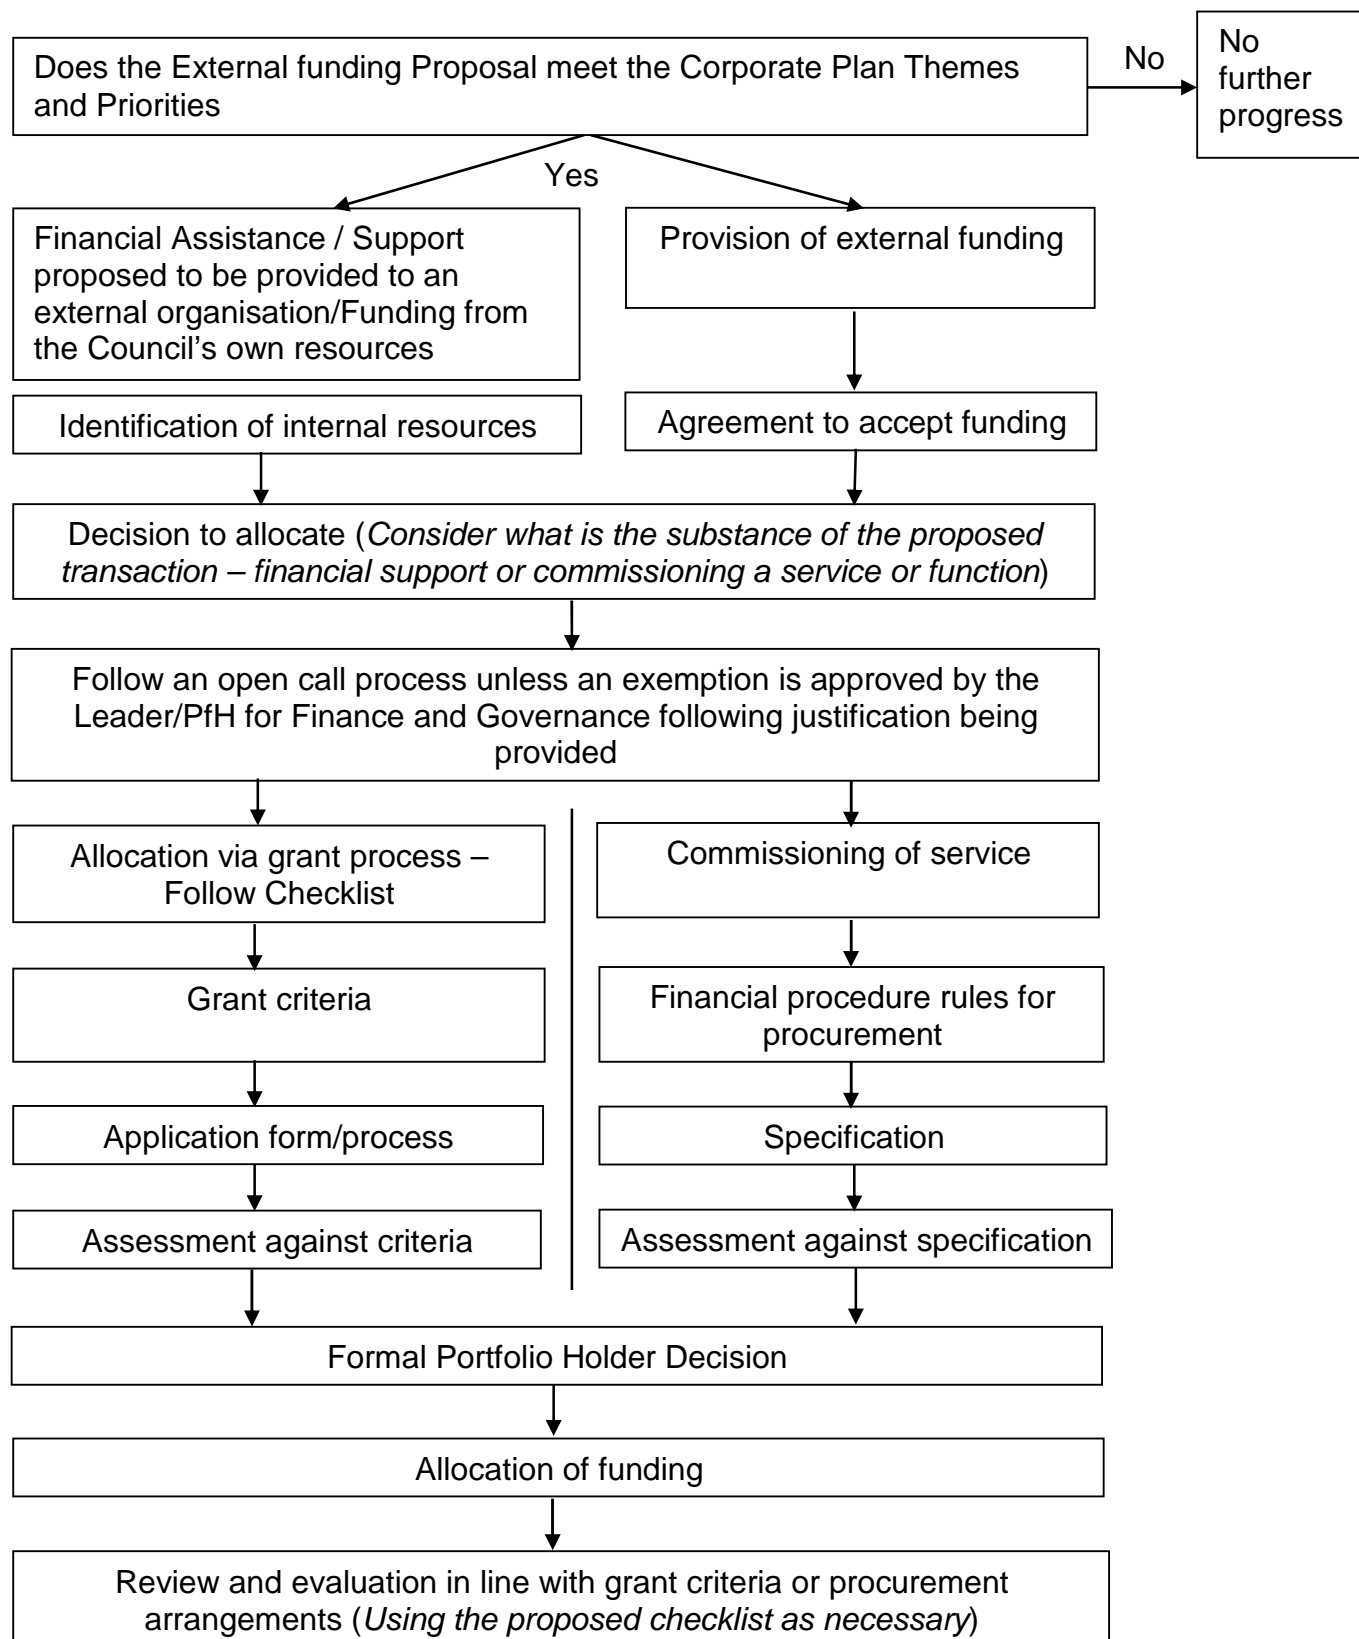 Does the External funding Proposal meet the Corporate Plan Themes
and Priorities
No
No
further
progress
Yes
Financial Assistance / Support
proposed to be provided to an
external organisation/Funding from
the Council's own resources
Provision of external funding
Identification of internal resources
Agreement to accept funding
Decision to allocate (Consider what is the substance of the proposed
transaction – financial support or commissioning a service or function)
Follow an open call process unless an exemption is approved by the
Leader/PfH for Finance and Governance following justification being
provided
Allocation via grant process –
Follow Checklist
Commissioning of service
Grant criteria
Financial procedure rules for
procurement
Application form/process
Specification
Assessment against criteria
Assessment against specification
Formal Portfolio Holder Decision
Allocation of funding
Review and evaluation in line with grant criteria or procurement
arrangements (Using the proposed checklist as necessary)